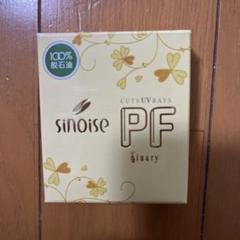 100%
脱石油
sinoise
CUTS UV RAYS
PF
Sinary